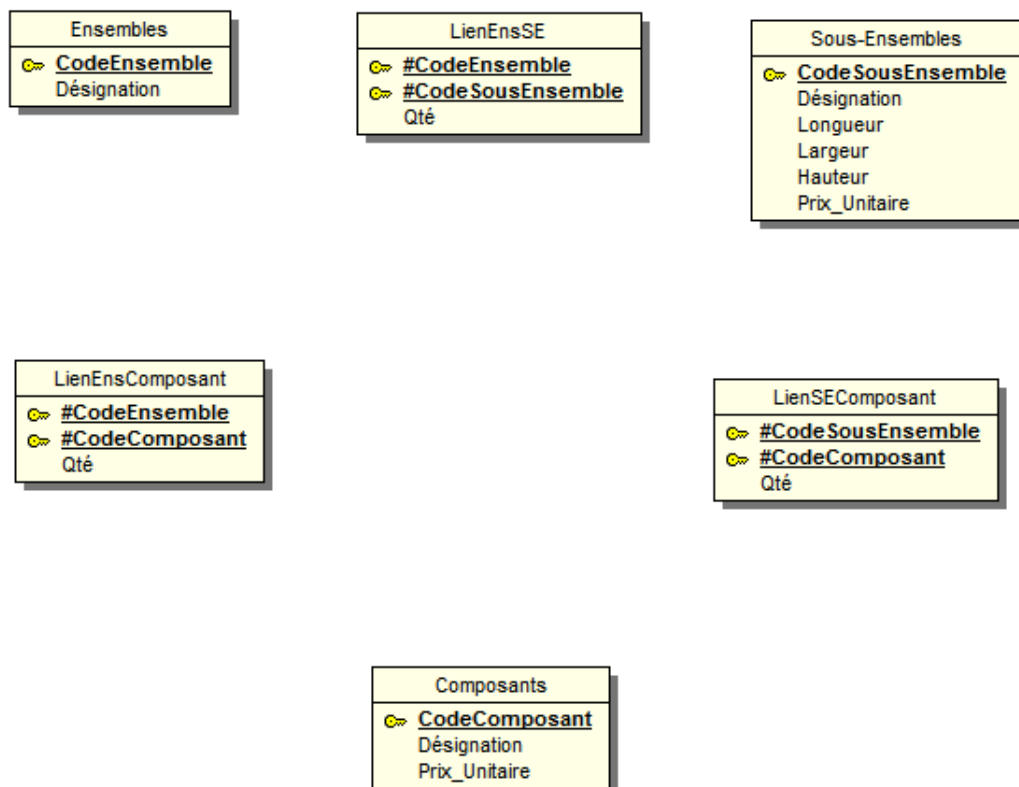 Ensembles
CodeEnsemble
Désignation
LienEnsSE
#CodeEnsemble
#CodeSousEnsemble
Qté
Sous-Ensembles
CodeSousEnsemble
Désignation
Longueur
Largeur
Hauteur
Prix_Unitaire
LienEnsComposant
#CodeEnsemble
#CodeComposant
Qté
LienSEComposant
#CodeSousEnsemble
#CodeComposant
Qté
Composants
CodeComposant
Désignation
Prix_Unitaire